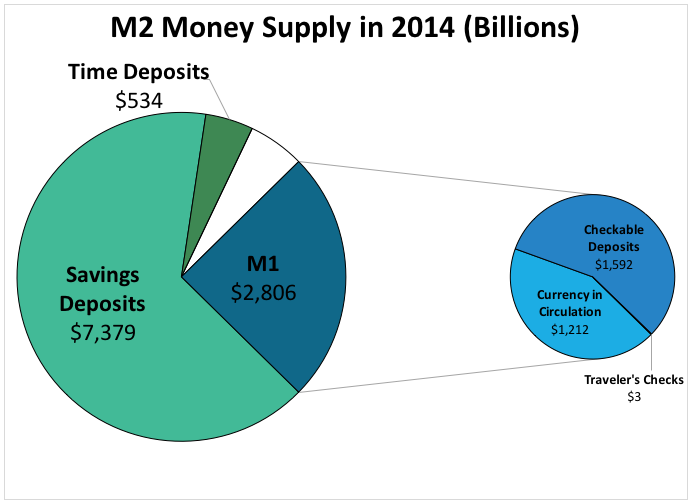 M2 Money Supply in 2014 (Billions)
Time Deposits
$534
Savings
Deposits
$7,379
M1
$2,806
Checkable
Deposits
$1,592
Currency in
Circulation
$1,212
Traveler's Checks
$3